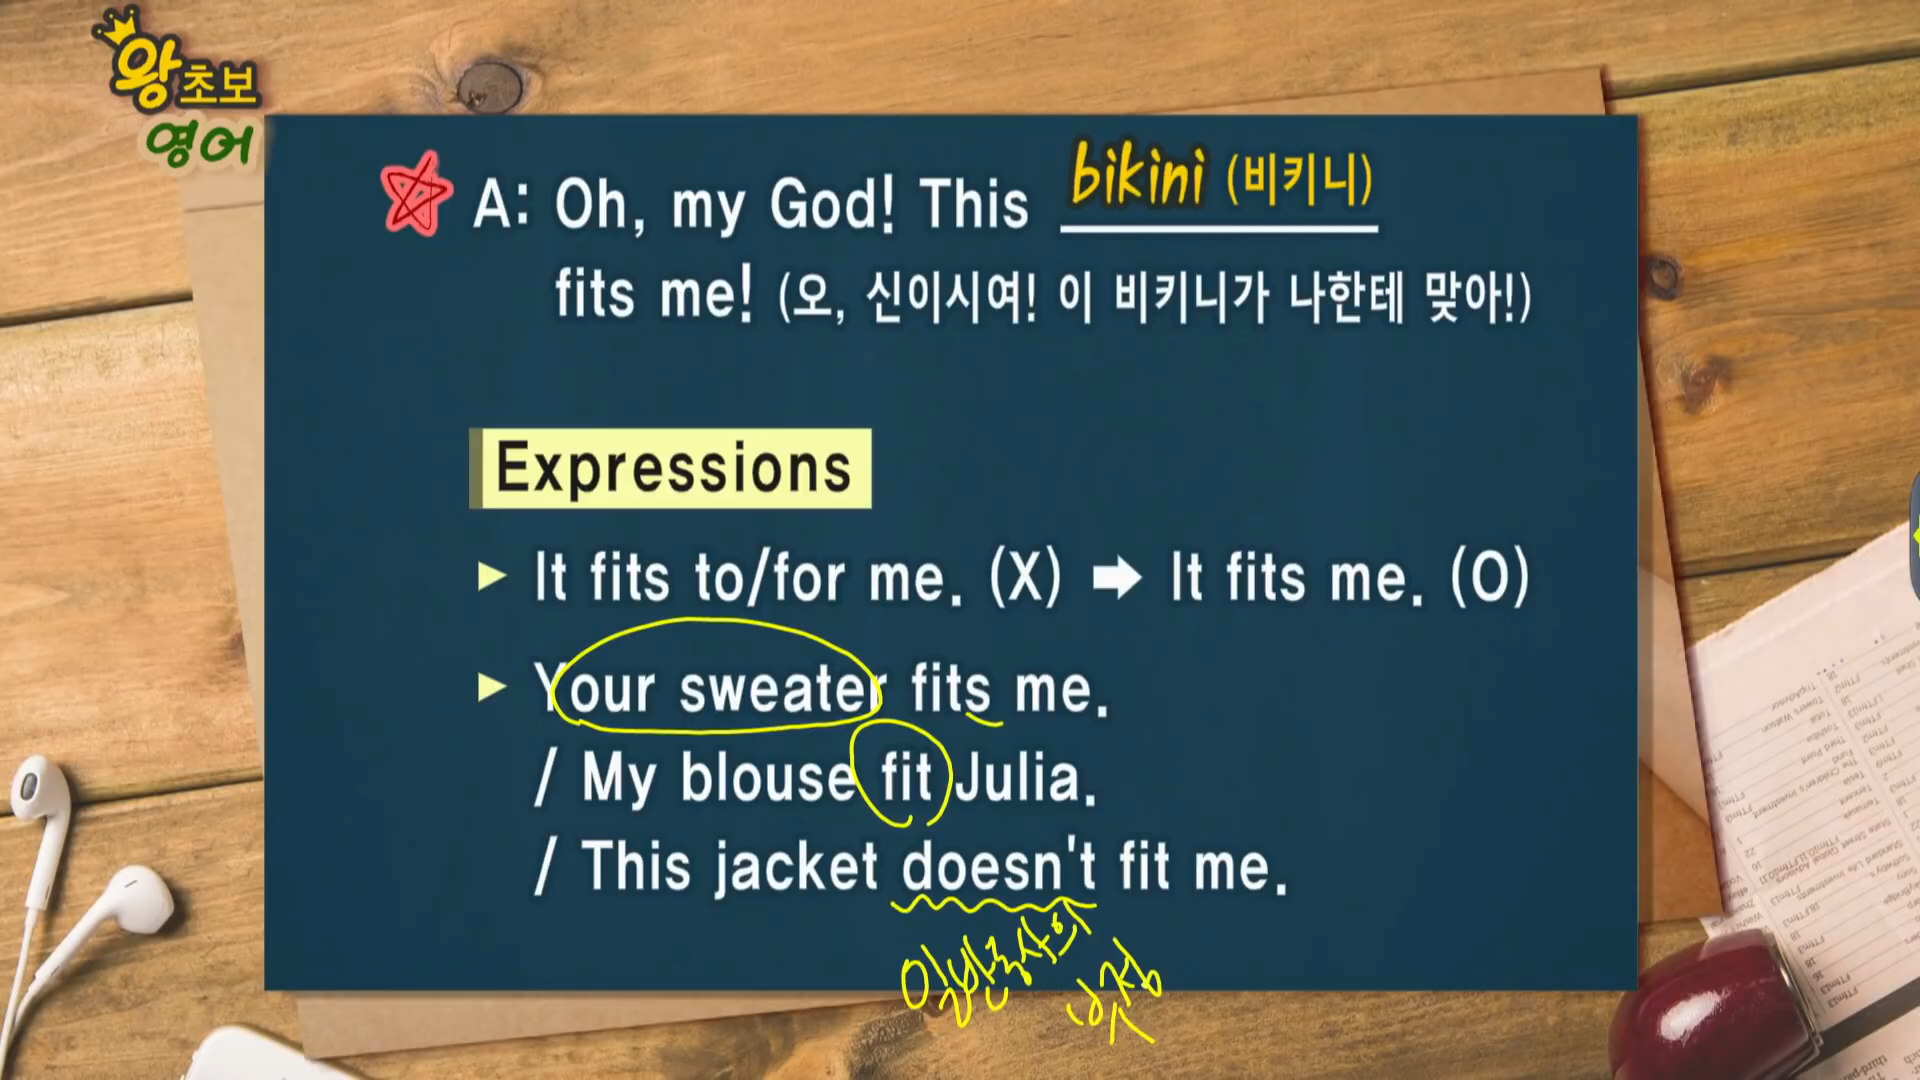 왕초보
영어
A: Oh, my God! This bikini (비키니)
fits me! (오, 신이시여! 이 비키니가 나한테 맞아!)
Expressions
▶ It fits to/for me. (X) ➡ It fits me. (O)
▶ Your sweater fits me.
/ My blouse fit Julia.
/ This jacket doesn't fit me.
일반동사의
부정